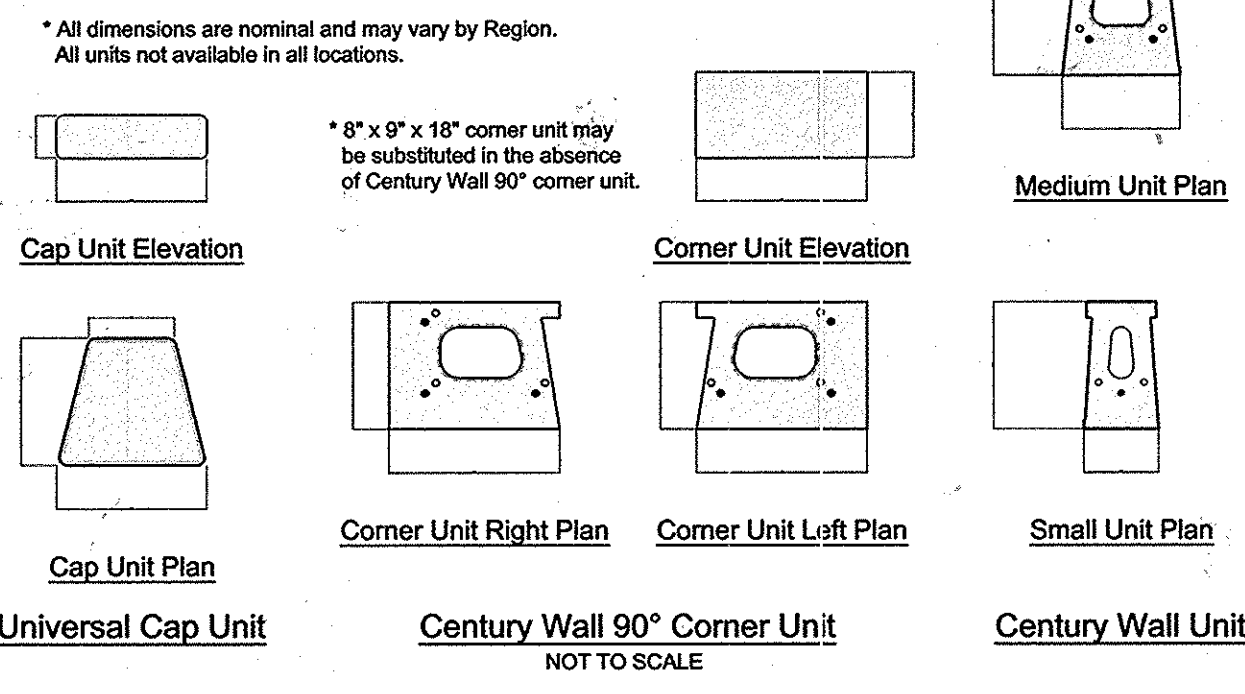 * All dimensions are nominal and may vary by Region.
All units not available in all locations.
* 8" x 9" x 18" corner unit may
be substituted in the absence
of Century Wall 90° corner unit.
Cap Unit Elevation
Corner Unit Elevation
Medium Unit Plan
Corner Unit Right Plan
Corner Unit Left Plan
Small Unit Plan
Cap Unit Plan
Universal Cap Unit
Century Wall 90° Corner Unit
Century Wall Unit
NOT TO SCALE